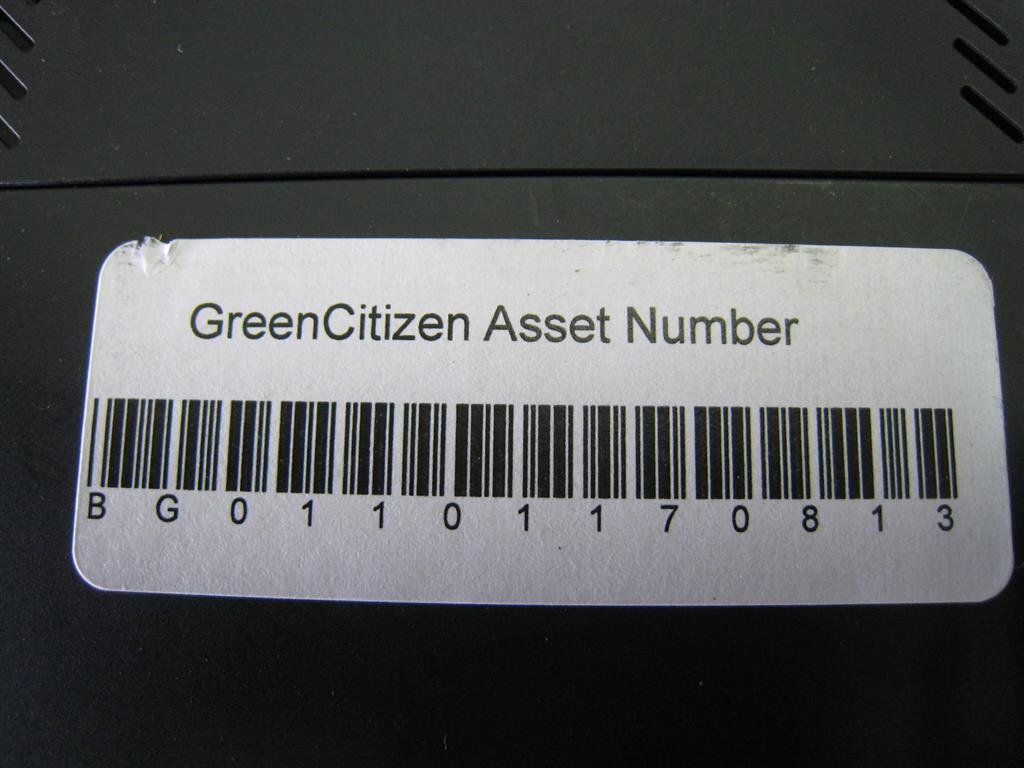 GreenCitizen Asset Number
B G 0 1 1 0 1 1 7 0 8 1 3